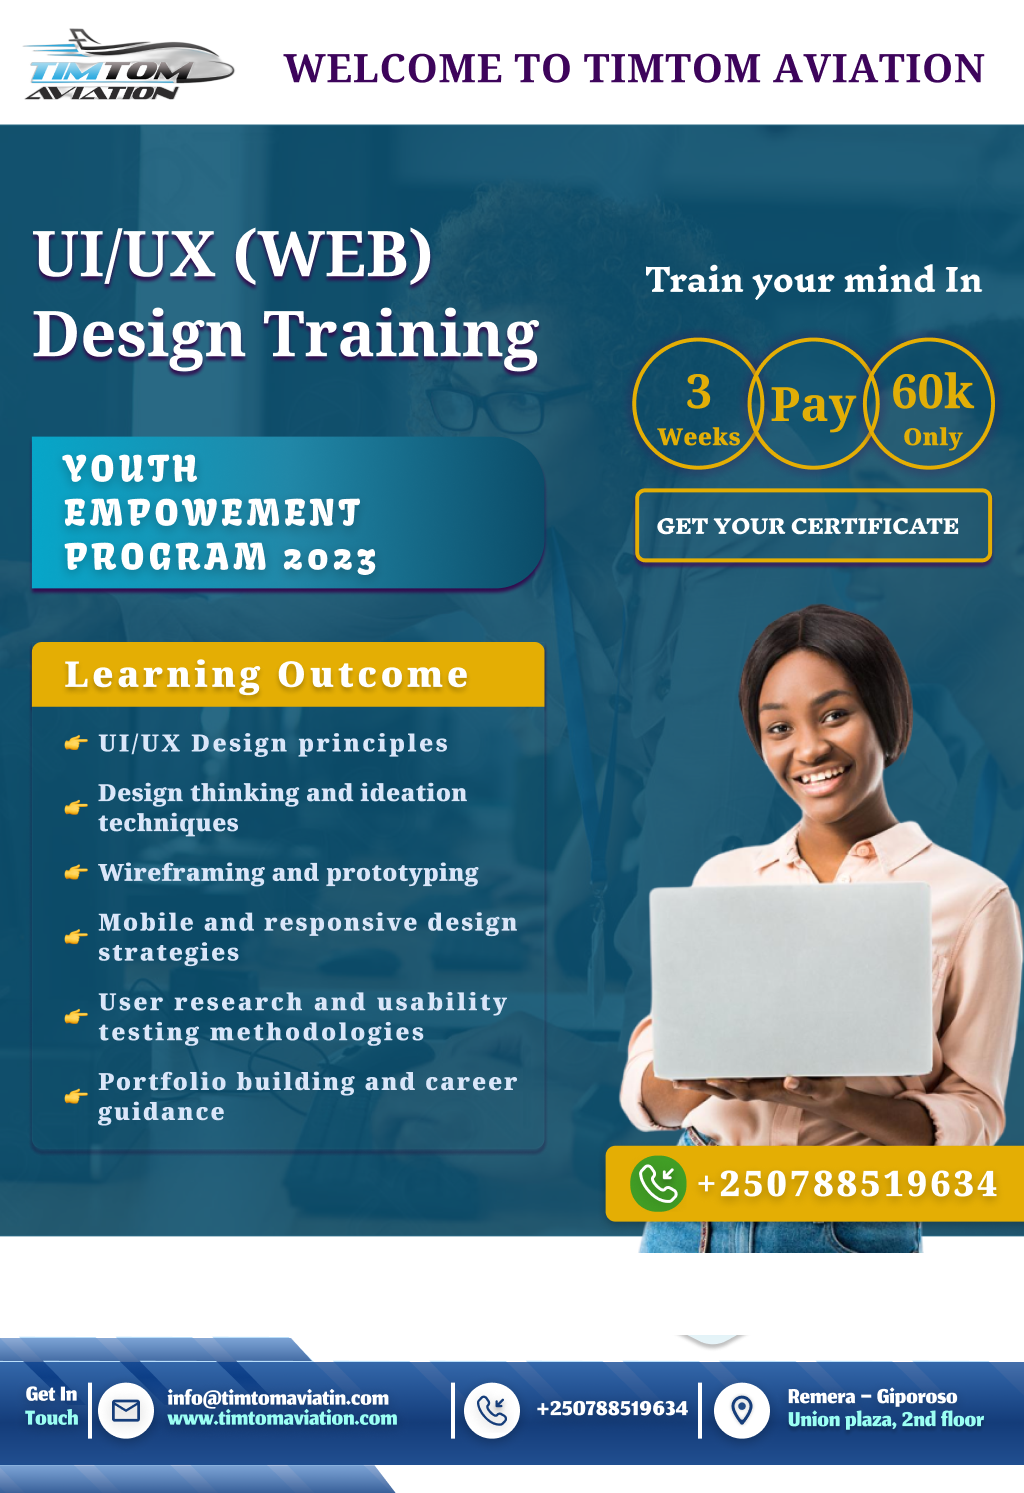 TIMTOM
AVIATION
WELCOME TO TIMTOM AVIATION
UI/UX (WEB)
Design Training
Train your mind In
3
Weeks
Pay
60k
Only
GET YOUR CERTIFICATE
YOUTH
EMPOWEMENT
PROGRAM 2023
Learning Outcome
UI/UX Design principles
Design thinking and ideation
techniques
Wireframing and prototyping
Mobile and responsive design
strategies
User research and usability
testing methodologies
Portfolio building and career
guidance
+250788519634
Get In
Touch
info@timtomaviatin.com
www.timtomaviation.com
+250788519634
Remera – Giporoso
Union plaza, 2nd floor